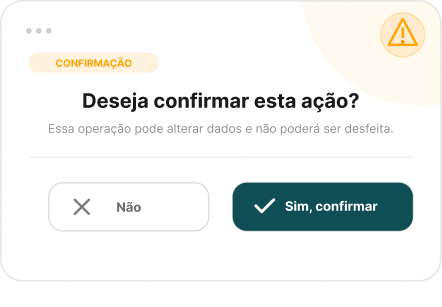 CONFIRMAÇÃO
Deseja confirmar esta ação?
Essa operação pode alterar dados e não poderá ser desfeita.
Não
Sim, confirmar